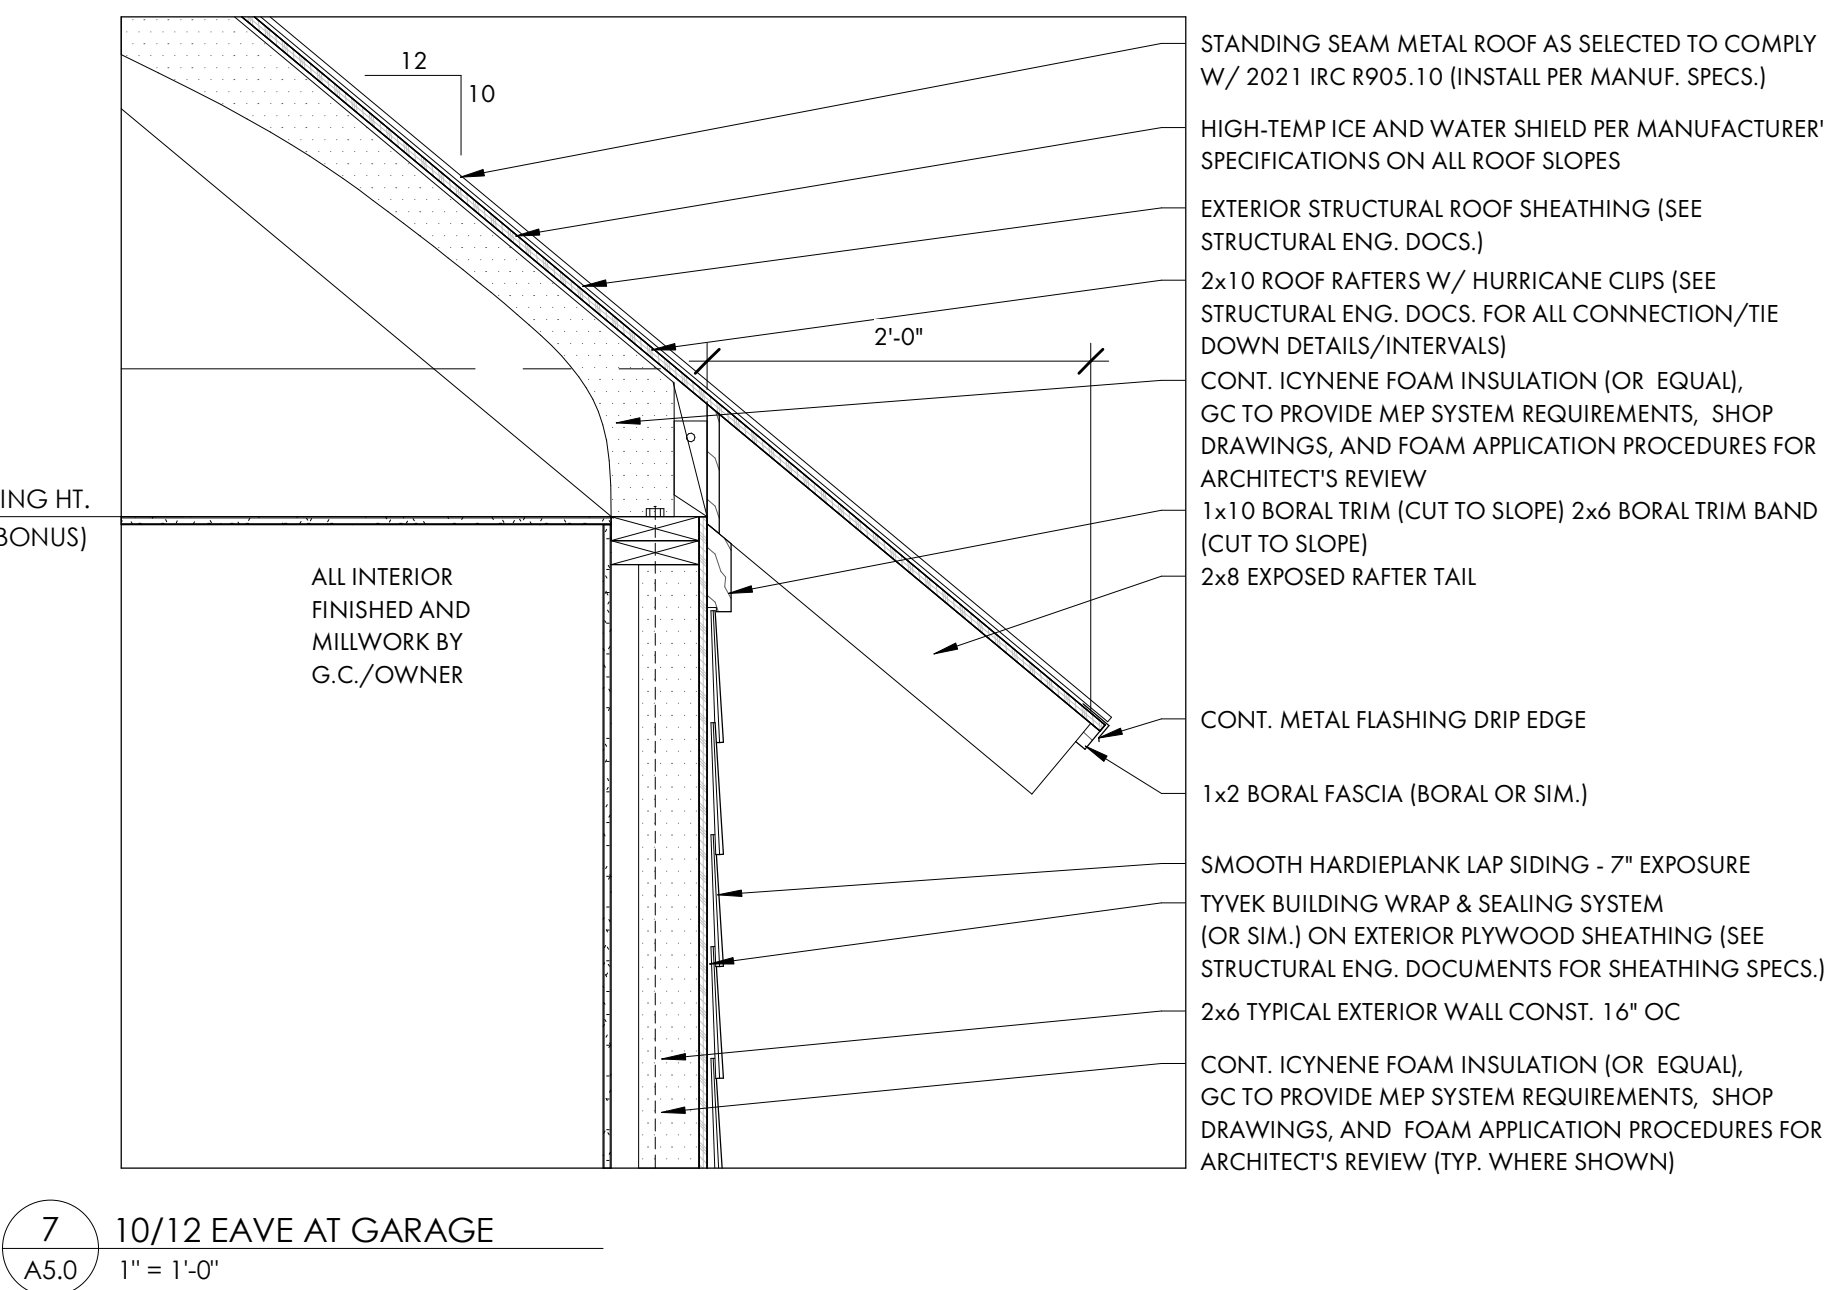 12
10
2'-0"
STANDING SEAM METAL ROOF AS SELECTED TO COMPLY
W/ 2021 IRC R905.10 (INSTALL PER MANUF. SPECS.)
HIGH-TEMP ICE AND WATER SHIELD PER MANUFACTURER'
SPECIFICATIONS ON ALL ROOF SLOPES
EXTERIOR STRUCTURAL ROOF SHEATHING (SEE
STRUCTURAL ENG. DOCS.)
2x10 ROOF RAFTERS W/ HURRICANE CLIPS (SEE
STRUCTURAL ENG. DOCS. FOR ALL CONNECTION/TIE
DOWN DETAILS/INTERVALS)
CONT. ICYNENE FOAM INSULATION (OR EQUAL),
GC TO PROVIDE MEP SYSTEM REQUIREMENTS, SHOP
DRAWINGS, AND FOAM APPLICATION PROCEDURES FOR
ARCHITECT'S REVIEW
1x10 BORAL TRIM (CUT TO SLOPE) 2x6 BORAL TRIM BAND
(CUT TO SLOPE)
2x8 EXPOSED RAFTER TAIL
CONT. METAL FLASHING DRIP EDGE
1x2 BORAL FASCIA (BORAL OR SIM.)
SMOOTH HARDIEPLANK LAP SIDING - 7" EXPOSURE
TYVEK BUILDING WRAP & SEALING SYSTEM
(OR SIM.) ON EXTERIOR PLYWOOD SHEATHING (SEE
STRUCTURAL ENG. DOCUMENTS FOR SHEATHING SPECS.)
2x6 TYPICAL EXTERIOR WALL CONST. 16" OC
CONT. ICYNENE FOAM INSULATION (OR EQUAL),
GC TO PROVIDE MEP SYSTEM REQUIREMENTS, SHOP
DRAWINGS, AND FOAM APPLICATION PROCEDURES FOR
ARCHITECT'S REVIEW (TYP. WHERE SHOWN)
ING HT.
BONUS)
ALL INTERIOR
FINISHED AND
MILLWORK BY
G.C./OWNER
7
A5.0
10/12 EAVE AT GARAGE
1" = 1'-0"